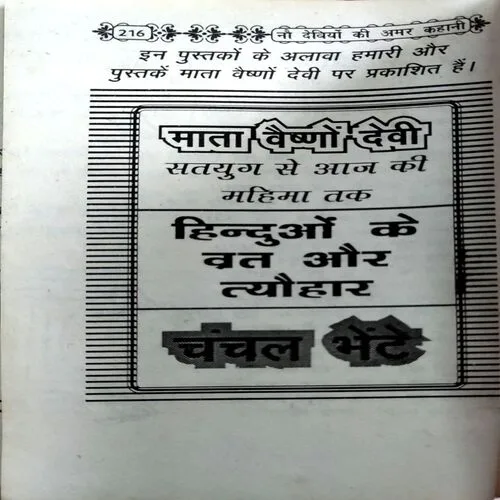 216 नौ देवियों की अमर कहानी
इन पुस्तकों के अलावा हमारी और
पुस्तकें माता वैष्णों देवी पर प्रकाशित हैं।
माता वैष्णों देवी
सतयुग से आज की
महिमा तक
हिन्दुओं के
व्रत और
त्यौहार
चंचल भेंटे